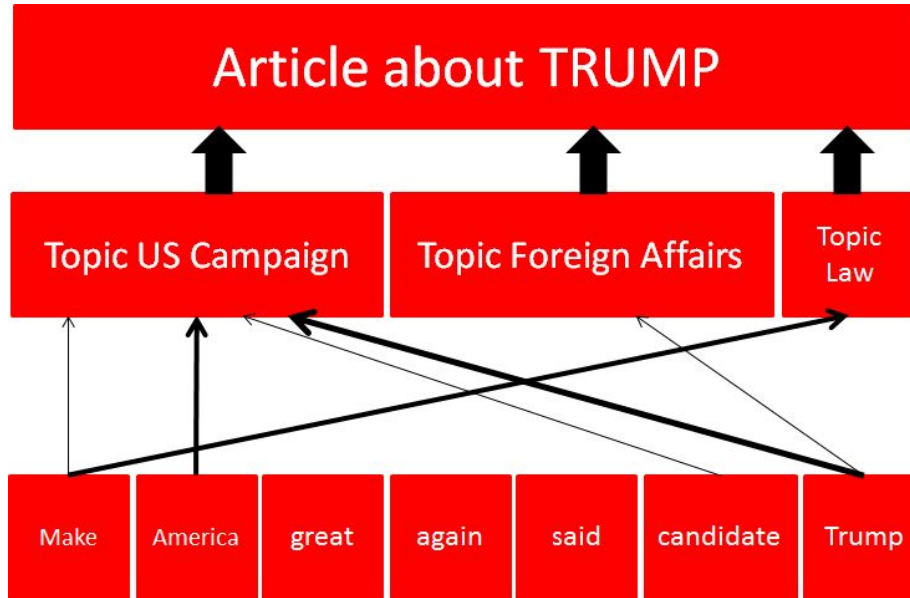 Article about TRUMP
Topic US Campaign
Topic Foreign Affairs
Topic
Law
Make
America
great
again
said
candidate
Trump